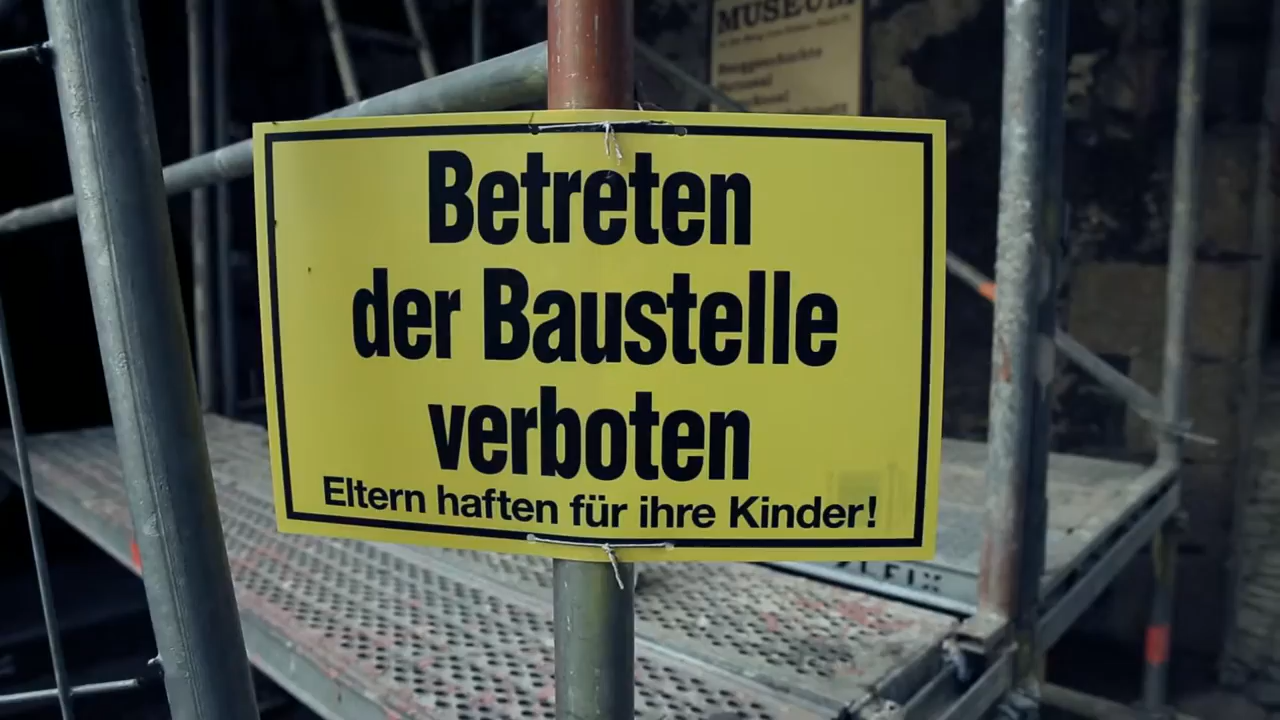 MUSEUM
Betreten
der Baustelle
verboten
Eltern haften für ihre Kinder!